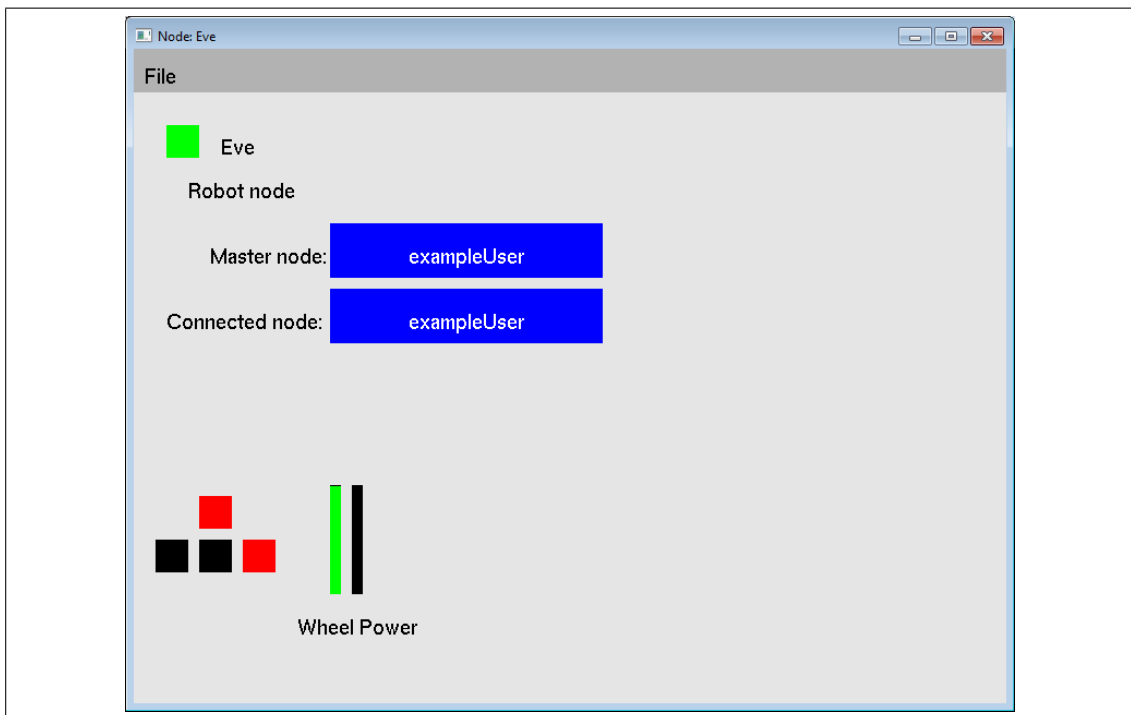 Node: Eve
File
Eve
Robot node
Master node: exampleUser
Connected node: exampleUser
Wheel Power